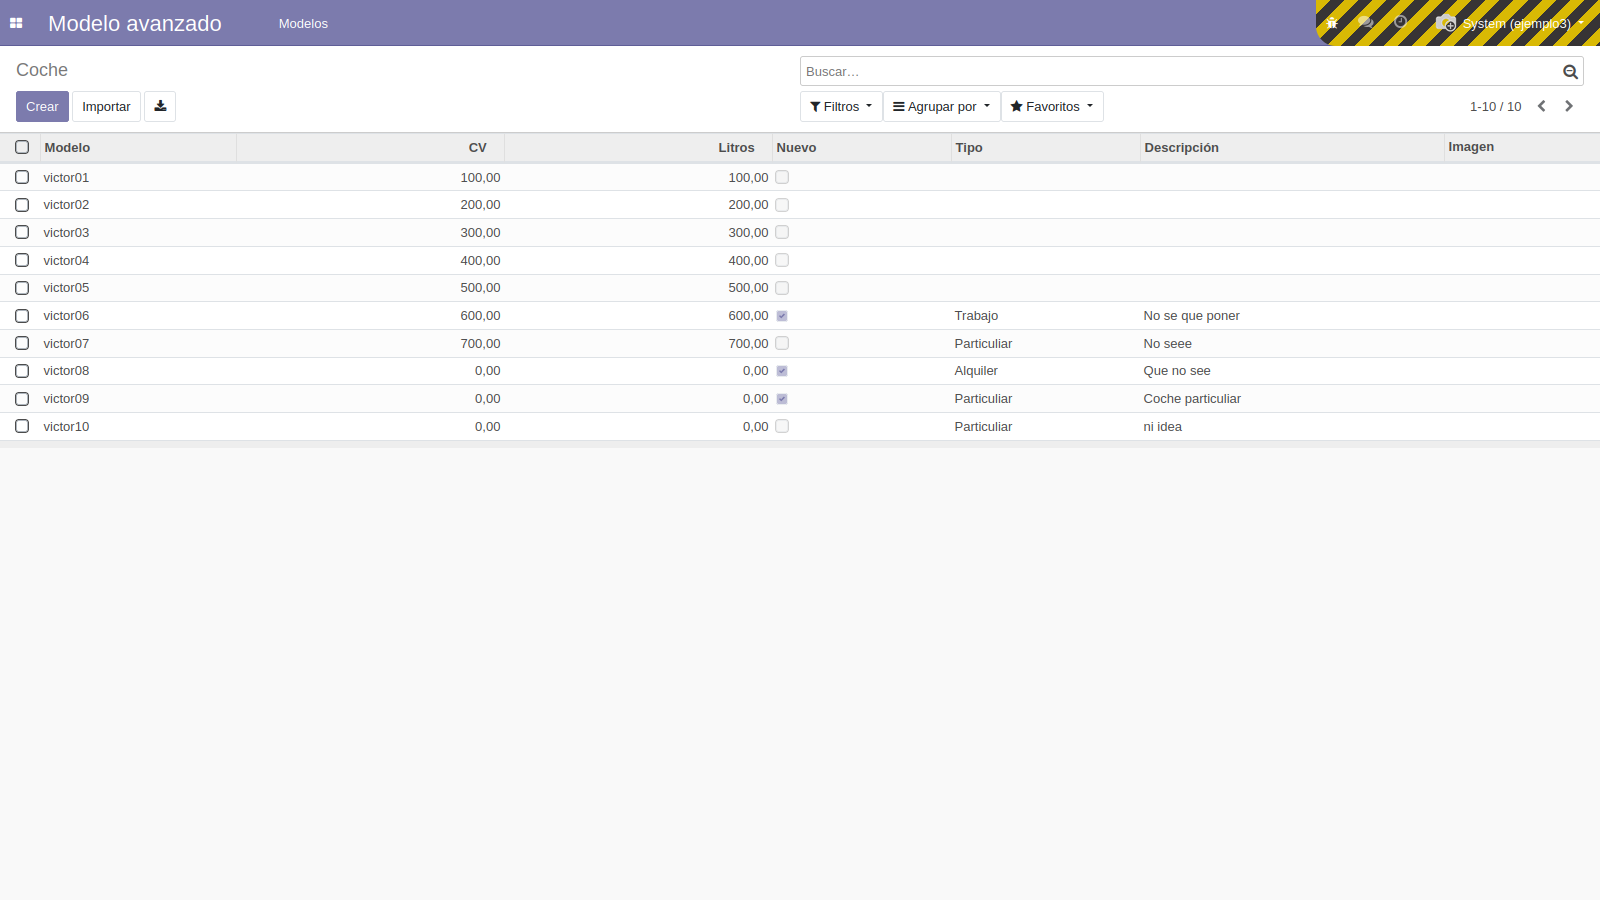 Modelo avanzado Modelos System (ejemplo3)
Coche
Buscar...
Crear Importar Filtros Agrupar por Favoritos 1-10 / 10
Modelo CV Litros Nuevo Tipo Descripción Imagen
victor01 100,00 100,00
victor02 200,00 200,00
victor03 300,00 300,00
victor04 400,00 400,00
victor05 500,00 500,00
victor06 600,00 600,00 Trabajo No se que poner
victor07 700,00 700,00 Particuliar No seee
victor08 0,00 0,00 Alquiler Que no see
victor09 0,00 0,00 Particuliar Coche particuliar
victor10 0,00 0,00 Particuliar ni idea